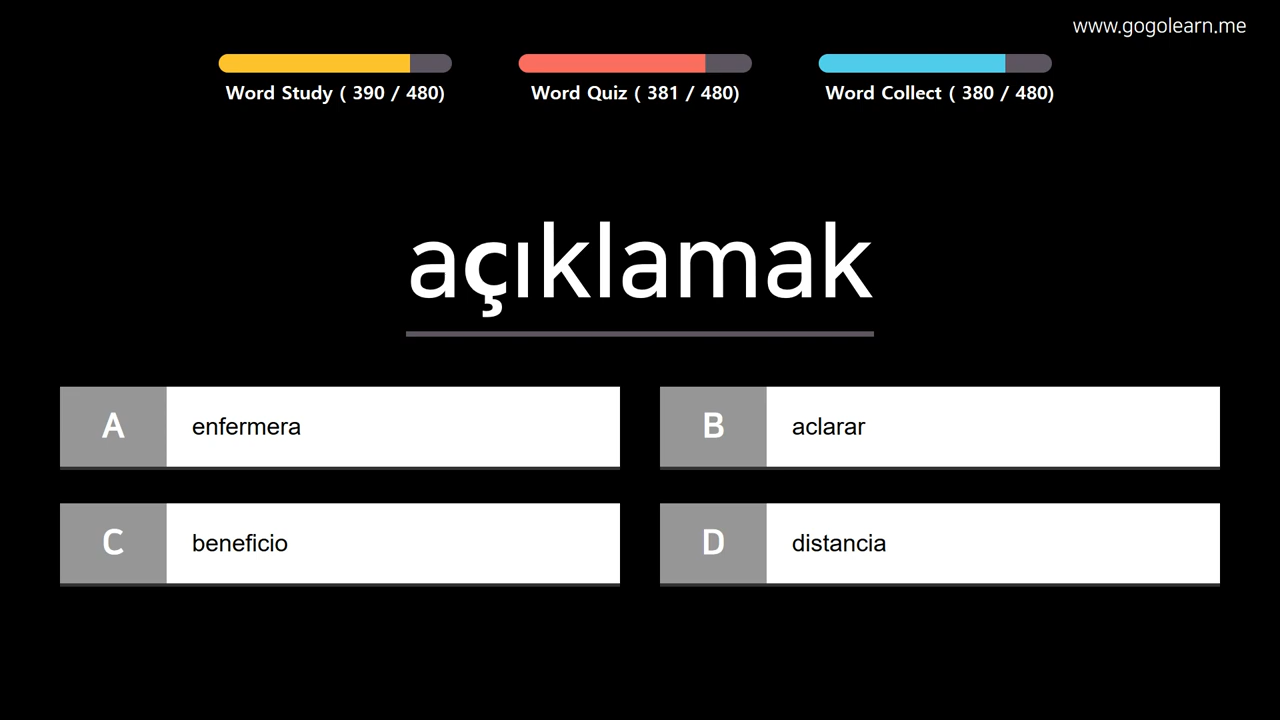 www.gogolearn.me
Word Study ( 390 / 480)
Word Quiz ( 381 / 480)
Word Collect ( 380 / 480)
açıklamak
A enfermera
B aclarar
C beneficio
D distancia